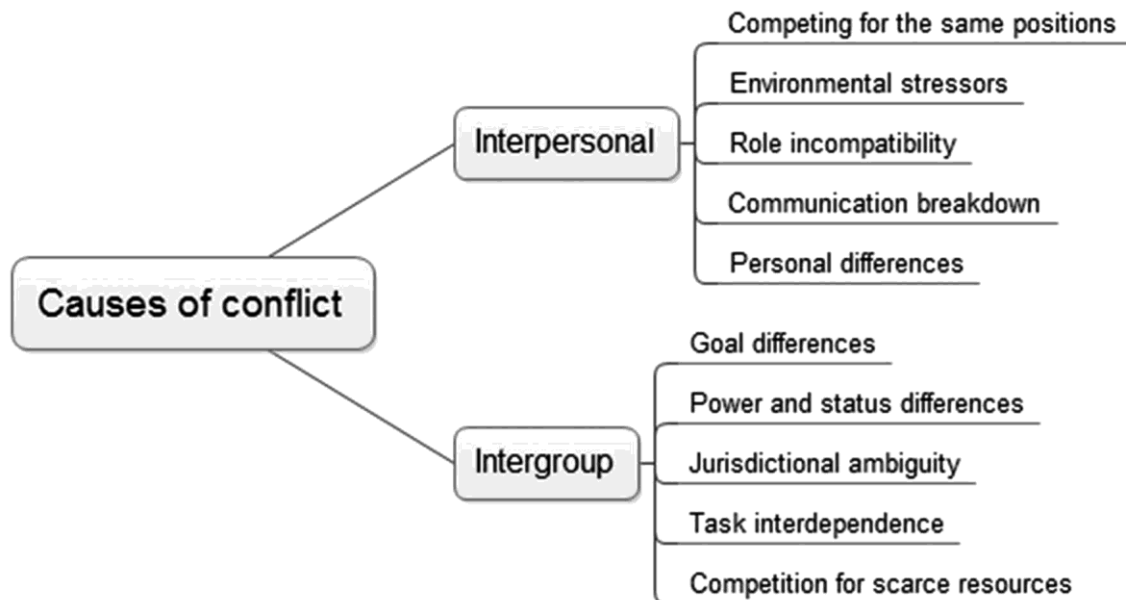 Causes of conflict
Interpersonal
Competing for the same positions
Environmental stressors
Role incompatibility
Communication breakdown
Personal differences
Intergroup
Goal differences
Power and status differences
Jurisdictional ambiguity
Task interdependence
Competition for scarce resources